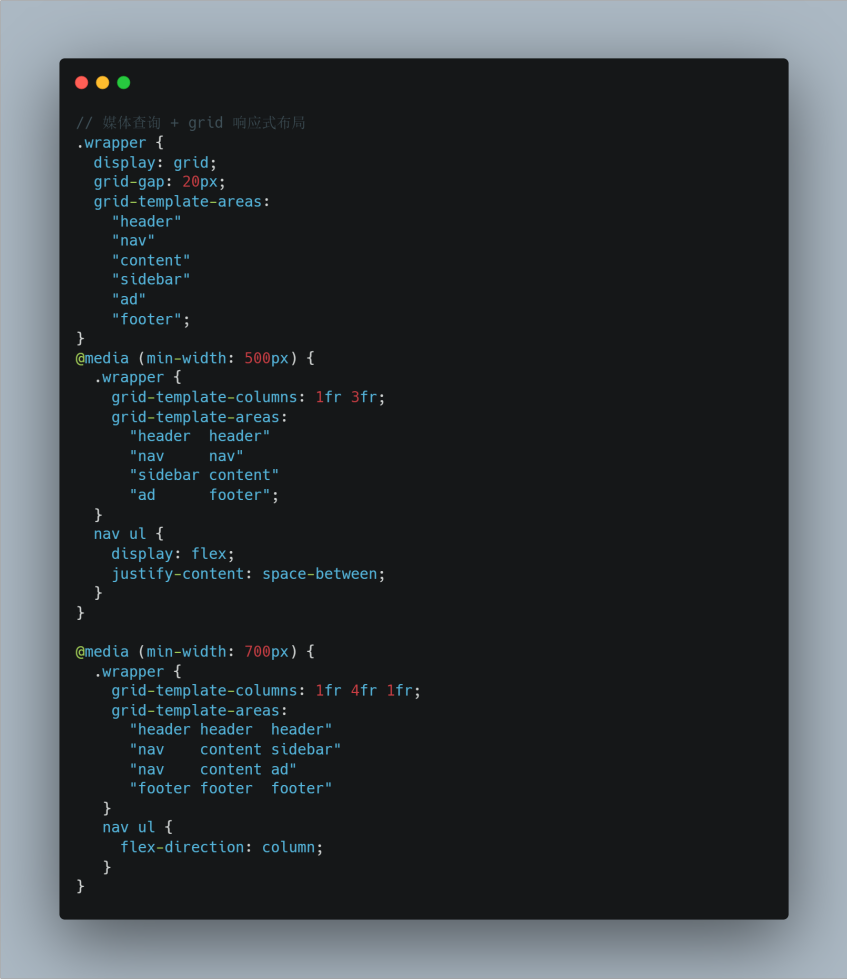 // 媒体查询 + grid 响应式布局
.wrapper {
  display: grid;
  grid-gap: 20px;
  grid-template-areas:
    "header"
    "nav"
    "content"
    "sidebar"
    "ad"
    "footer";
}
@media (min-width: 500px) {
  .wrapper {
    grid-template-columns: 1fr 3fr;
    grid-template-areas:
      "header  header"
      "nav     nav"
      "sidebar content"
      "ad      footer";
  }
  nav ul {
    display: flex;
    justify-content: space-between;
  }
}

@media (min-width: 700px) {
  .wrapper {
    grid-template-columns: 1fr 4fr 1fr;
    grid-template-areas:
      "header header  header"
      "nav    content sidebar"
      "nav    content ad"
      "footer footer  footer"
   }
   nav ul {
     flex-direction: column;
   }
}